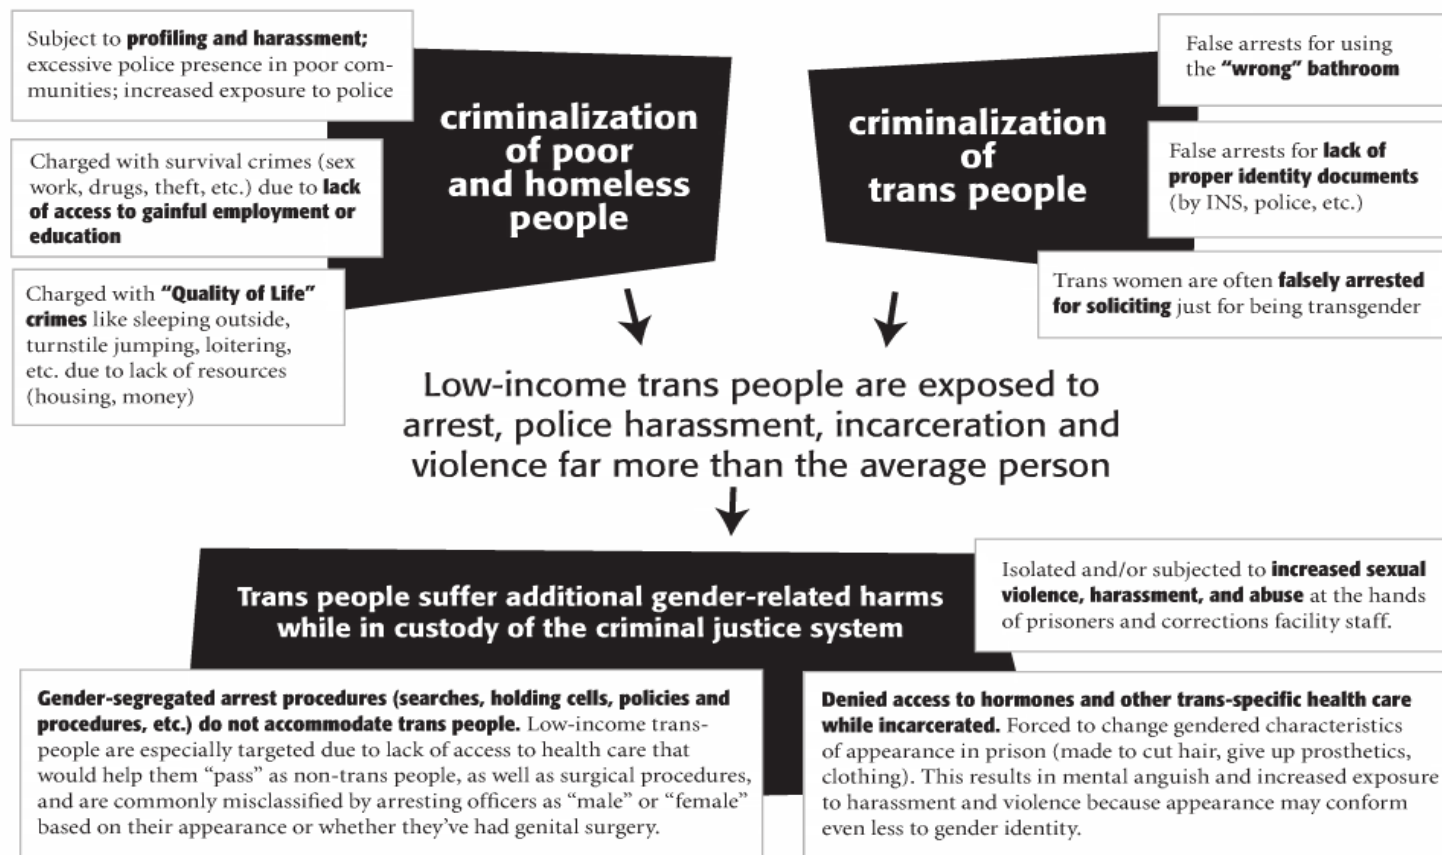 Subject to profiling and harassment;
excessive police presence in poor com-
munities; increased exposure to police
Charged with survival crimes (sex
work, drugs, theft, etc.) due to lack
of access to gainful employment or
education
Charged with “Quality of Life”
crimes like sleeping outside,
turnstile jumping, loitering,
etc. due to lack of resources
(housing, money)
criminalization
of poor
and homeless
people
criminalization
of
trans people
False arrests for using
the “wrong” bathroom
False arrests for lack of
proper identity documents
(by INS, police, etc.)
Trans women are often falsely arrested
for soliciting just for being transgender
Low-income trans people are exposed to
arrest, police harassment, incarceration and
violence far more than the average person
Trans people suffer additional gender-related harms
while in custody of the criminal justice system
Isolated and/or subjected to increased sexual
violence, harassment, and abuse at the hands
of prisoners and corrections facility staff.
Gender-segregated arrest procedures (searches, holding cells, policies and
procedures, etc.) do not accommodate trans people. Low-income trans-
people are especially targeted due to lack of access to health care that
would help them “pass” as non-trans people, as well as surgical procedures,
and are commonly misclassified by arresting officers as “male” or “female”
based on their appearance or whether they’ve had genital surgery.
Denied access to hormones and other trans-specific health care
while incarcerated. Forced to change gendered characteristics
of appearance in prison (made to cut hair, give up prosthetics,
clothing). This results in mental anguish and increased exposure
to harassment and violence because appearance may conform
even less to gender identity.